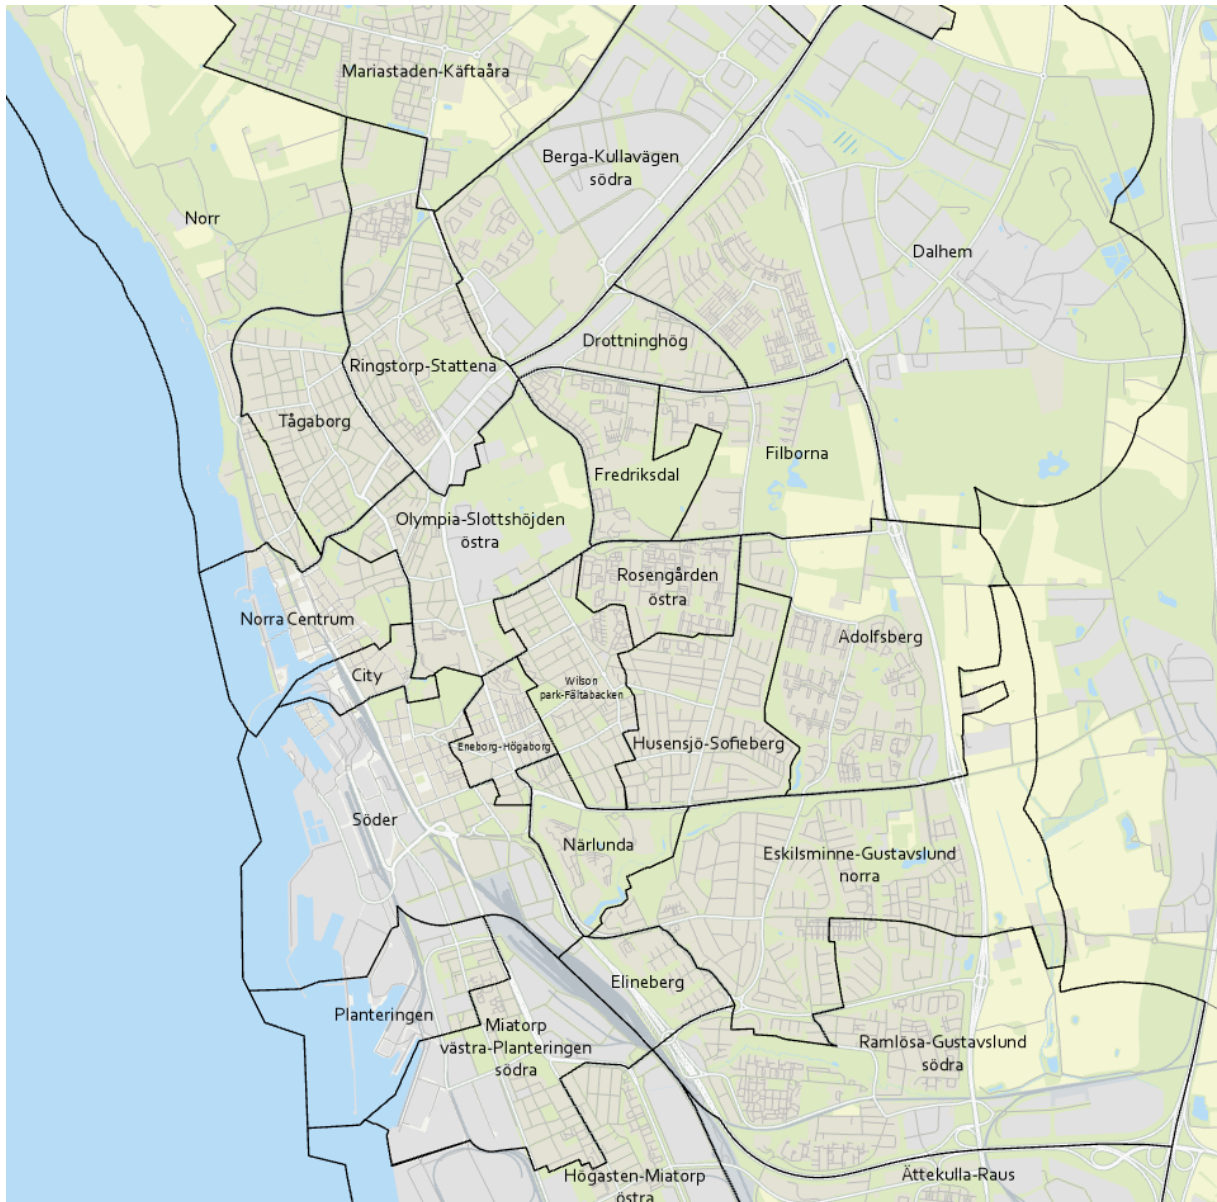 Mariastaden-Käftaåra
Berga-Kullavägen
södra
Norr
Dalhem
Drottninghög
Ringstorp-Stattena
Tågaborg
Filborna
Fredriksdal
Olympia-Slottshöjden
östra
Rosengården
östra
Norra Centrum
Adolfsberg
City
Wilson
park-Fältabacken
Eneborg-Högaborg
Husensjö-Sofieberg
Söder
Närlunda
Eskilsminne-Gustavslund
norra
Elineberg
Planteringen
Miatorp
västra-Planteringen
södra
Ramlösa-Gustavslund
södra
Högasten-Miatorp
östra
Ättekulla-Raus